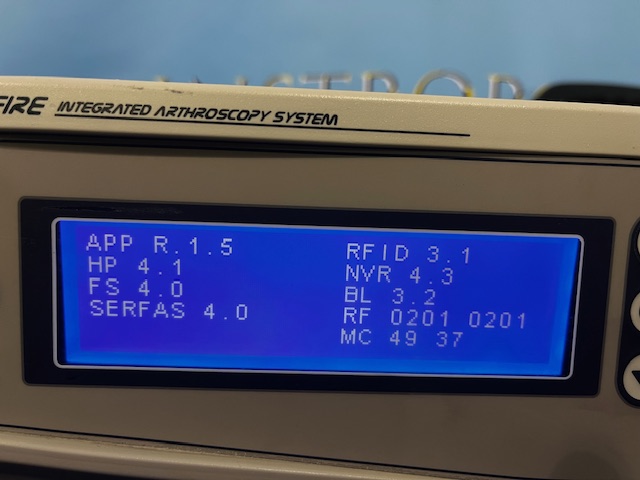 FIRE INTEGRATED ARTHROSCOPY SYSTEM
APP R.1.5
HP 4.1
FS 4.0
SERFAS 4.0
RFID 3.1
NVR 4.3
BL 3.2
RF 0201 0201
MC 49 37